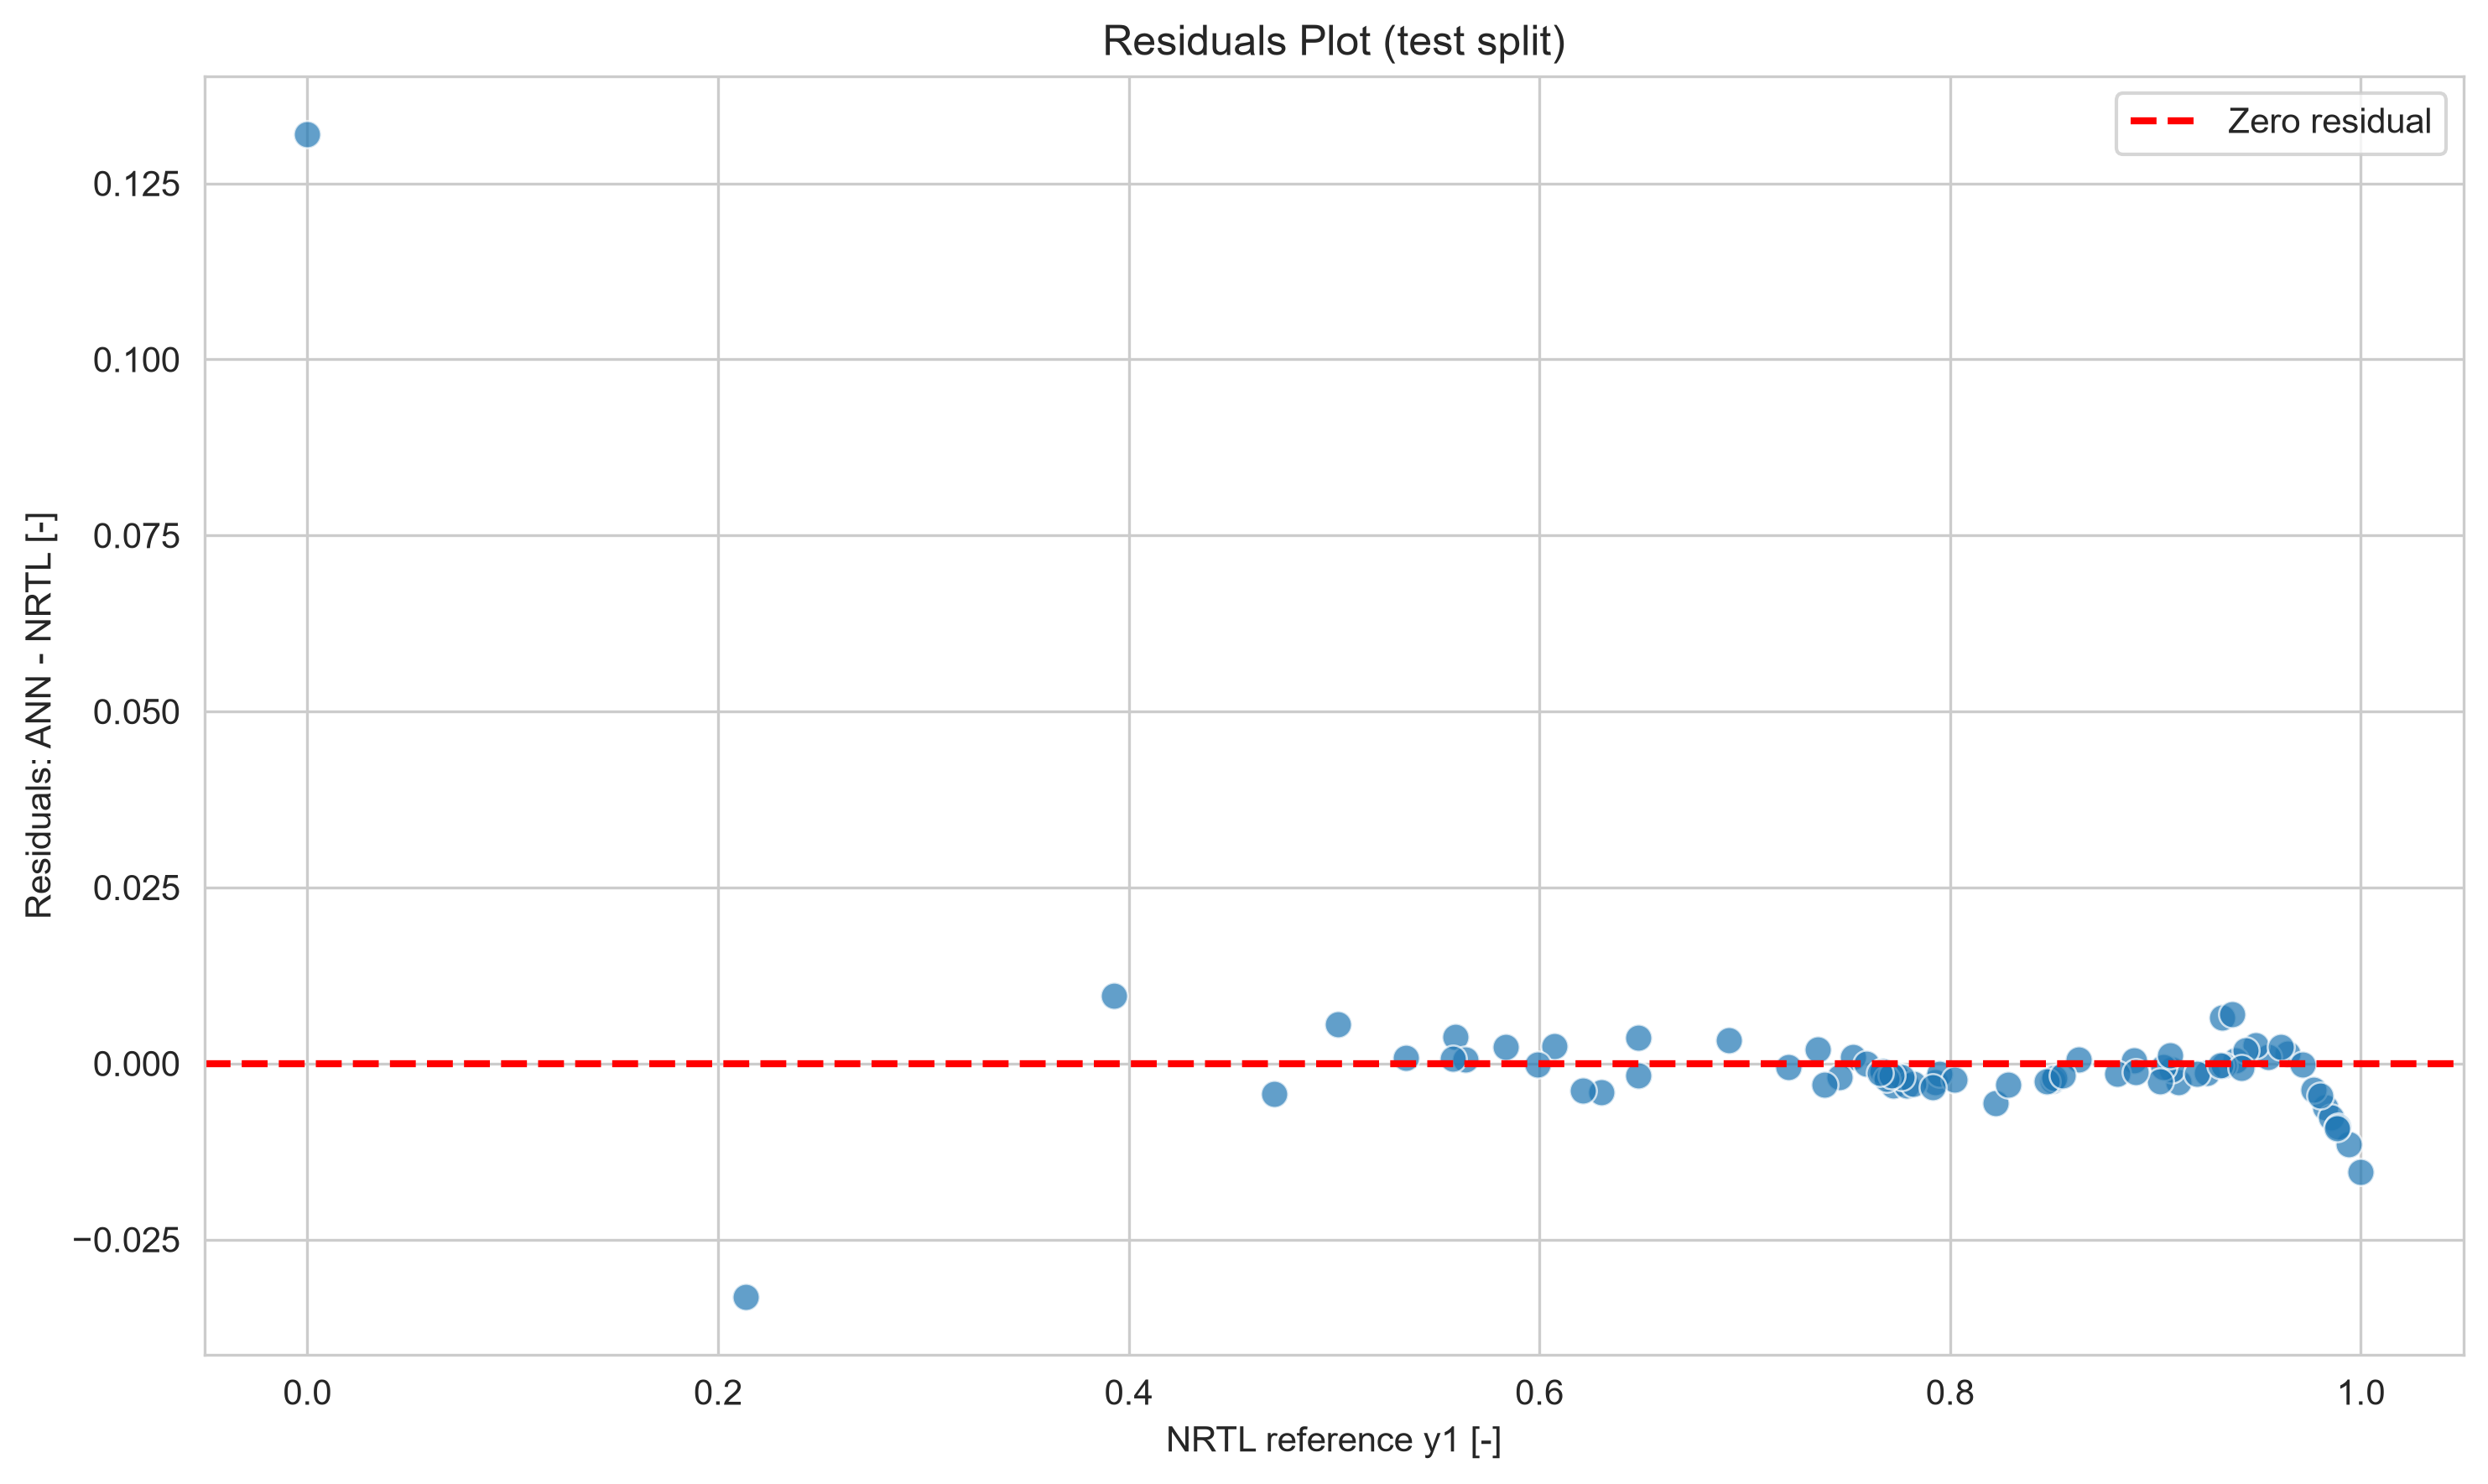 Residuals Plot (test split)
Zero residual
Residuals: ANN - NRTL [-]
0.125
0.100
0.075
0.050
0.025
0.000
−0.025
0.0 0.2 0.4 0.6 0.8 1.0
NRTL reference y1 [-]